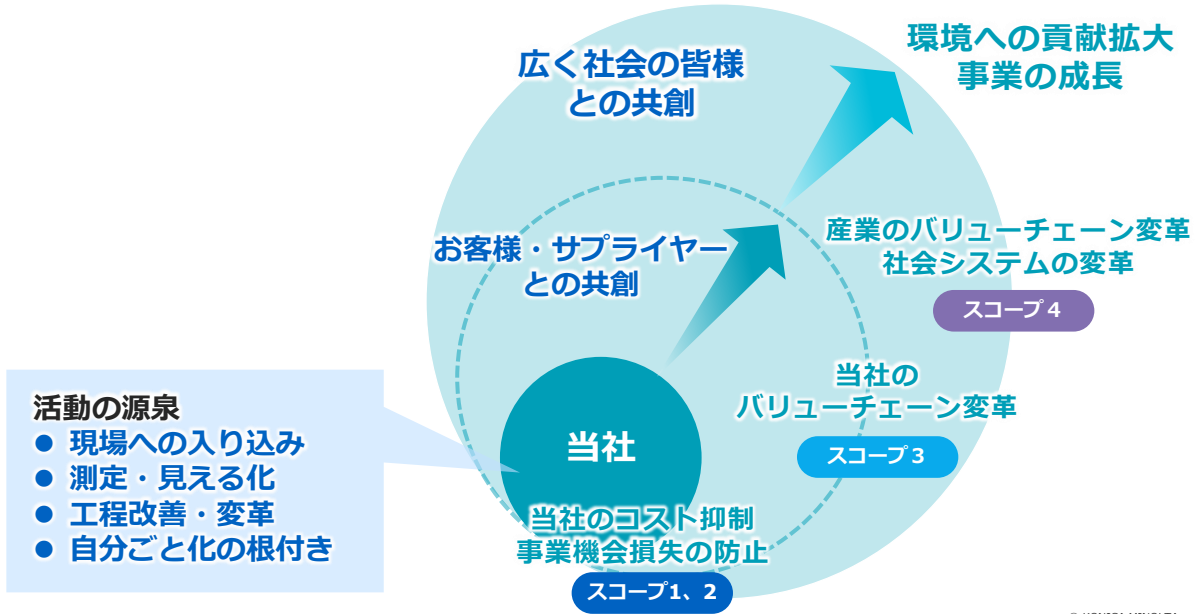 環境への貢献拡大
事業の成長
広く社会の皆様
との共創
産業のバリューチェーン変革
社会システムの変革
スコープ4
お客様・サプライヤー
との共創
当社の
バリューチェーン変革
スコープ3
当社
当社のコスト抑制
事業機会損失の防止
スコープ1、2
活動の源泉
● 現場への入り込み
● 測定・見える化
● 工程改善・変革
● 自分ごと化の根付き